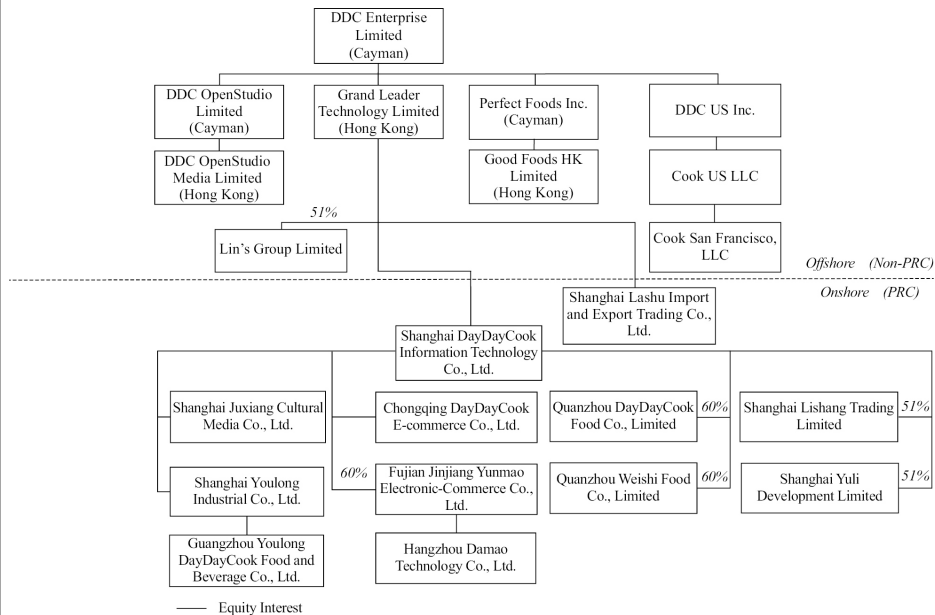 DDC Enterprise
Limited
(Cayman)
DDC OpenStudio
Limited
(Cayman)
Grand Leader
Technology Limited
(Hong Kong)
Perfect Foods Inc.
(Cayman)
DDC US Inc.
DDC OpenStudio
Media Limited
(Hong Kong)
Good Foods HK
Limited
(Hong Kong)
Cook US LLC
51%
Lin’s Group Limited
Cook San Francisco,
LLC
Offshore (Non-PRC)
Onshore (PRC)
Shanghai Lashu Import
and Export Trading Co.,
Ltd.
Shanghai DayDayCook
Information Technology
Co., Ltd.
Shanghai Juxiang Cultural
Media Co., Ltd.
Chongqing DayDayCook
E-commerce Co., Ltd.
Quanzhou DayDayCook
Food Co., Limited
60%
Shanghai Lishang Trading
Limited
51%
Shanghai Youlong
Industrial Co., Ltd.
60%
Fujian Jinjiang Yunmao
Electronic-Commerce Co.,
Ltd.
Quanzhou Weishi Food
Co., Limited
60%
Shanghai Yuli
Development Limited
51%
Guangzhou Youlong
DayDayCook Food and
Beverage Co., Ltd.
Hangzhou Damao
Technology Co., Ltd.
Equity Interest